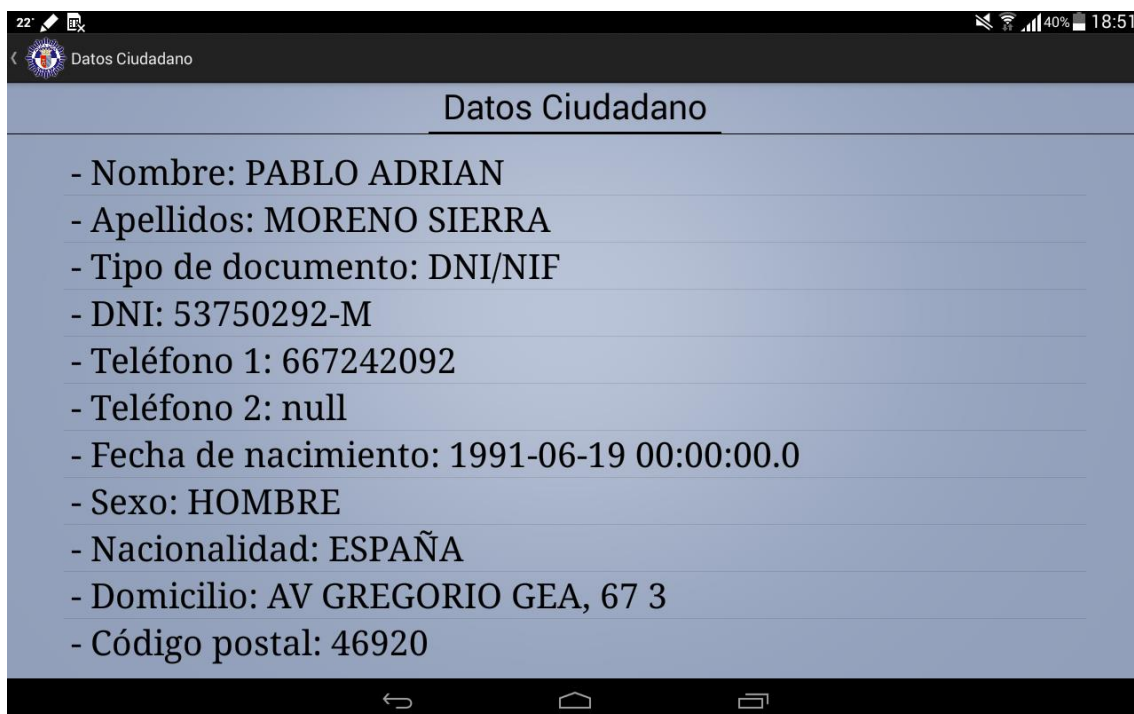 22°
40% 18:51
Datos Ciudadano
Datos Ciudadano
- Nombre: PABLO ADRIAN
- Apellidos: MORENO SIERRA
- Tipo de documento: DNI/NIF
- DNI: 53750292-M
- Teléfono 1: 667242092
- Teléfono 2: null
- Fecha de nacimiento: 1991-06-19 00:00:00.0
- Sexo: HOMBRE
- Nacionalidad: ESPAÑA
- Domicilio: AV GREGORIO GEA, 67 3
- Código postal: 46920